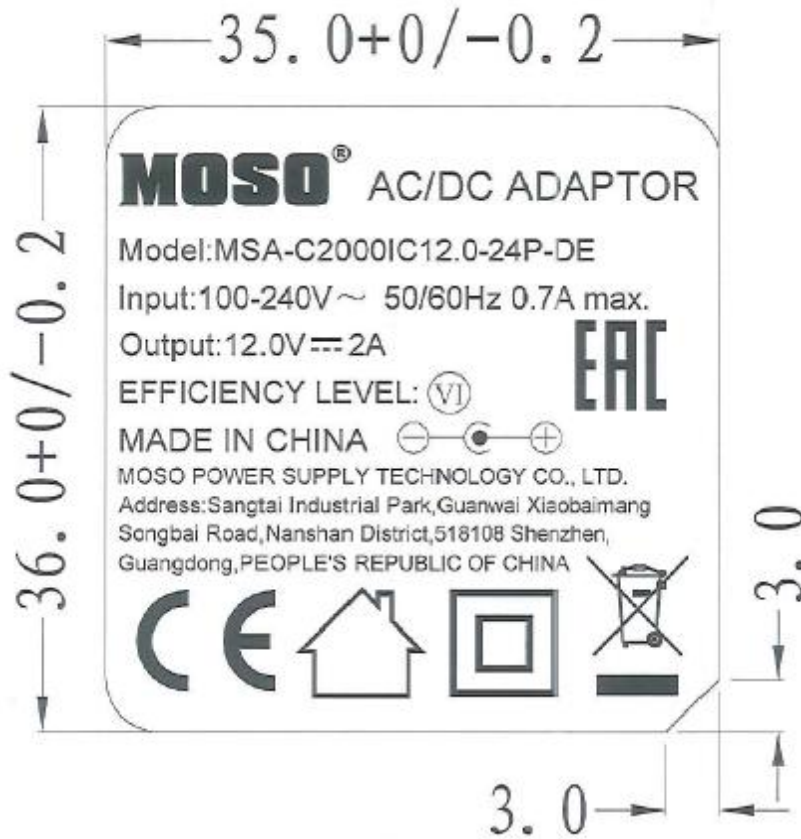 35. 0+0/-0. 2
36. 0+0/-0. 2
MOSO® AC/DC ADAPTOR
Model:MSA-C2000IC12.0-24P-DE
Input:100-240V～ 50/60Hz 0.7A max.
Output:12.0V⎓2A
EAC
EFFICIENCY LEVEL: VI
MADE IN CHINA
MOSO POWER SUPPLY TECHNOLOGY CO., LTD.
Address:Sangtai Industrial Park,Guanwai Xiaobaimang
Songbai Road,Nanshan District,518108 Shenzhen,
Guangdong,PEOPLE'S REPUBLIC OF CHINA
CE
3. 0
3. 0